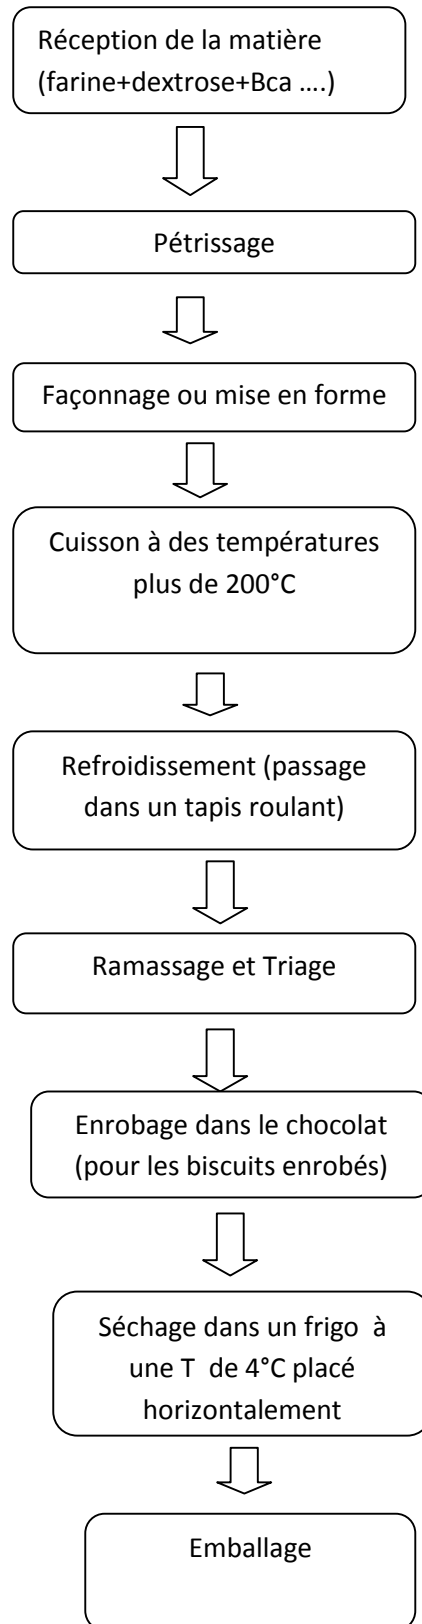 Réception de la matière
(farine+dextrose+Bca ....)
Pétrissage
Façonnage ou mise en forme
Cuisson à des températures
plus de 200°C
Refroidissement (passage
dans un tapis roulant)
Ramassage et Triage
Enrobage dans le chocolat
(pour les biscuits enrobés)
Séchage dans un frigo à
une T de 4°C placé
horizontalement
Emballage